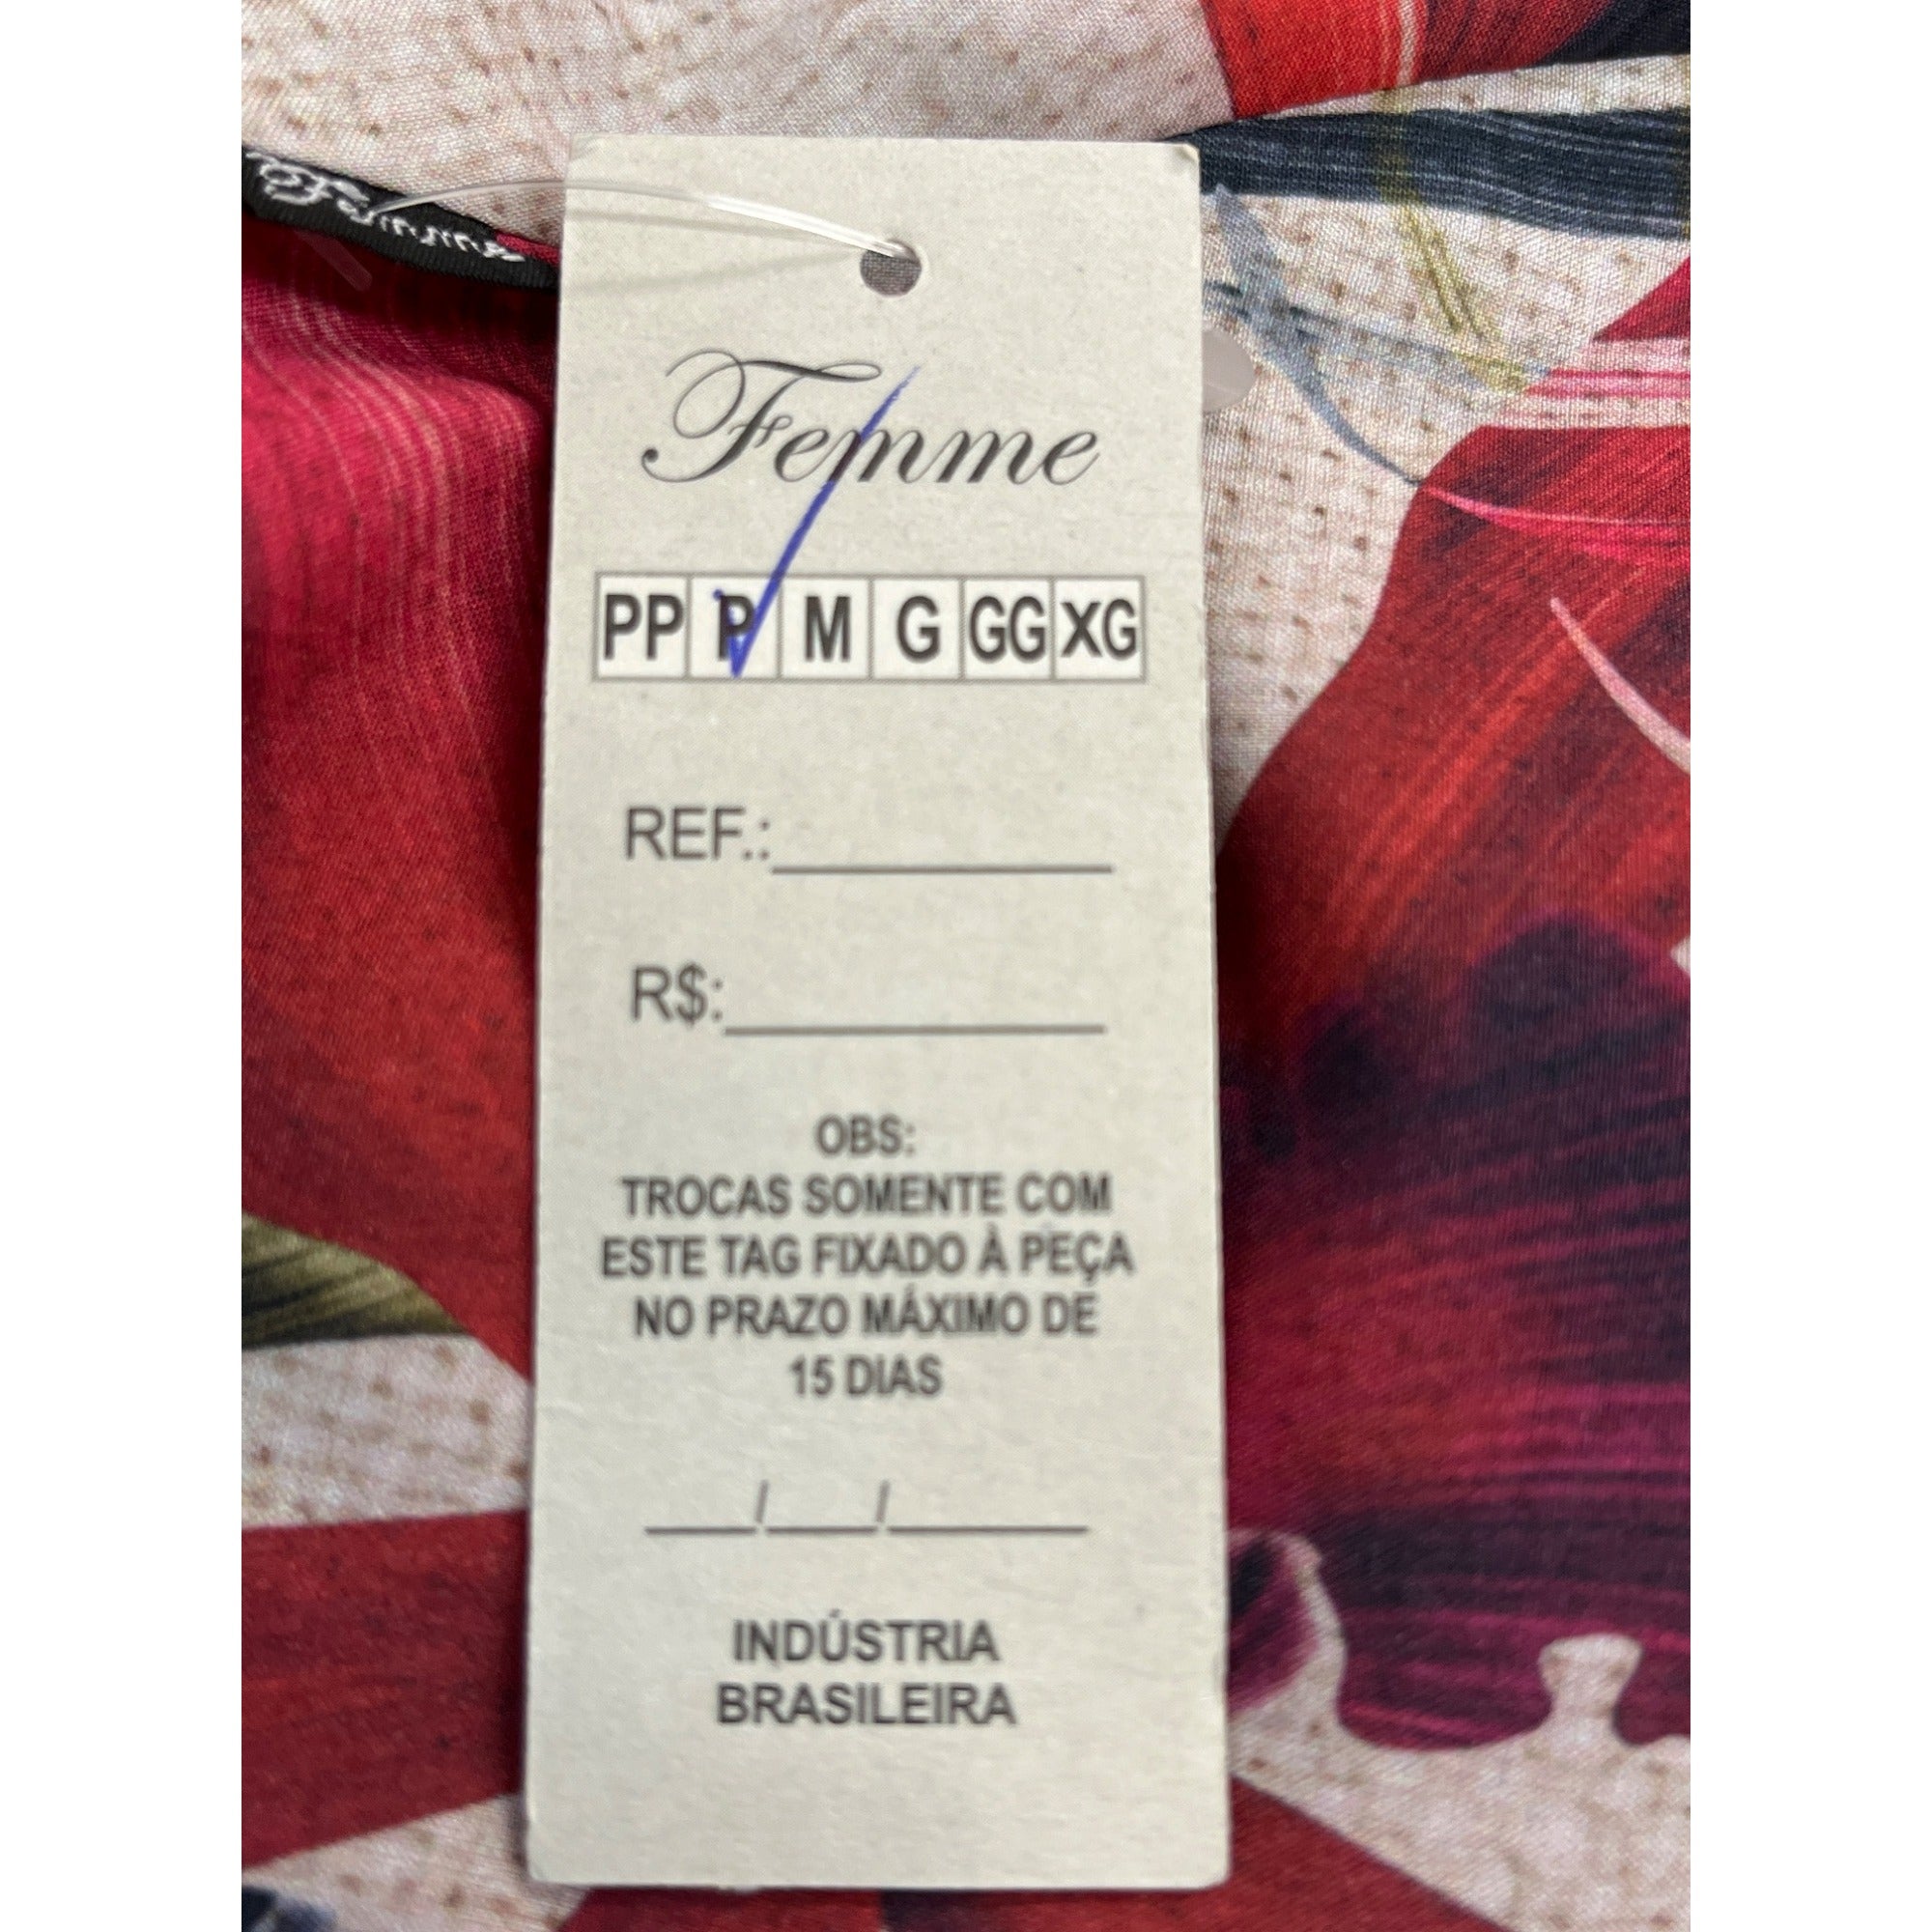 Femme
PP P M G GG XG
REF.:
R$:
OBS:
TROCAS SOMENTE COM
ESTE TAG FIXADO À PEÇA
NO PRAZO MÁXIMO DE
15 DIAS
/ /
INDÚSTRIA
BRASILEIRA